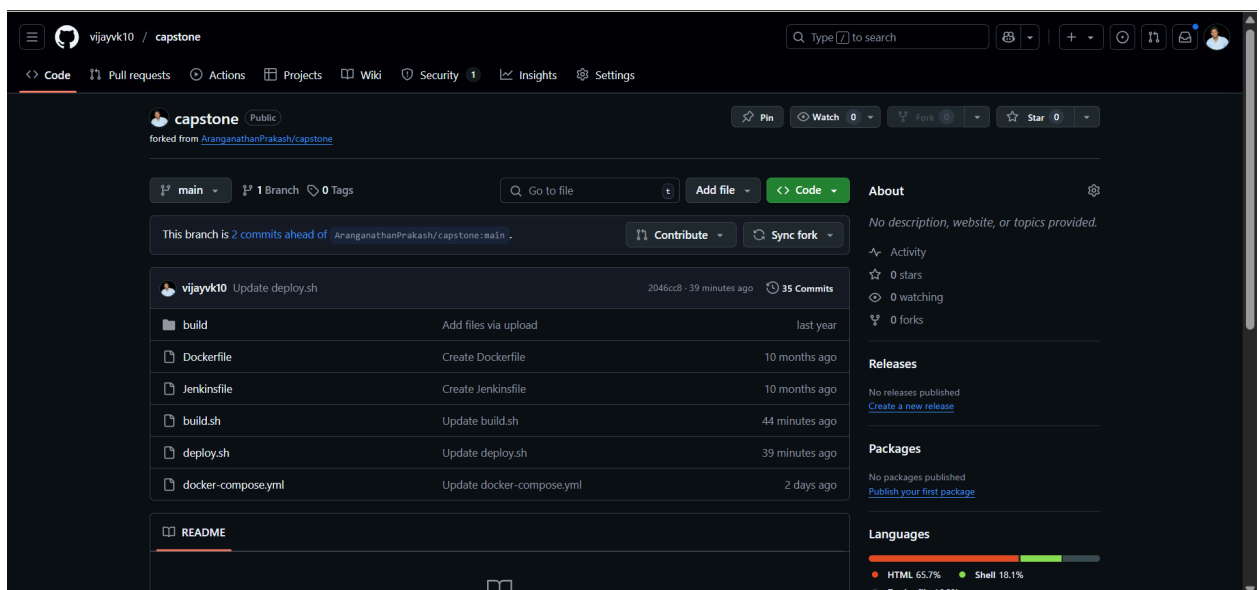 vijayvk10 / capstone
Type / to search
Code Pull requests Actions Projects Wiki Security 1 Insights Settings
capstone Public
Pin Watch 0 Fork 0 Star 0
forked from AranganathanPrakash/capstone
main 1 Branch 0 Tags
Go to file t Add file Code
This branch is 2 commits ahead of AranganathanPrakash/capstone:main .
Contribute Sync fork
vijayvk10 Update deploy.sh 2046cc8 · 39 minutes ago 35 Commits
build Add files via upload last year
Dockerfile Create Dockerfile 10 months ago
Jenkinsfile Create Jenkinsfile 10 months ago
build.sh Update build.sh 44 minutes ago
deploy.sh Update deploy.sh 39 minutes ago
docker-compose.yml Update docker-compose.yml 2 days ago
README
About
No description, website, or topics provided.
Activity
0 stars
0 watching
0 forks
Releases
No releases published
Create a new release
Packages
No packages published
Publish your first package
Languages
HTML 65.7% Shell 18.1%